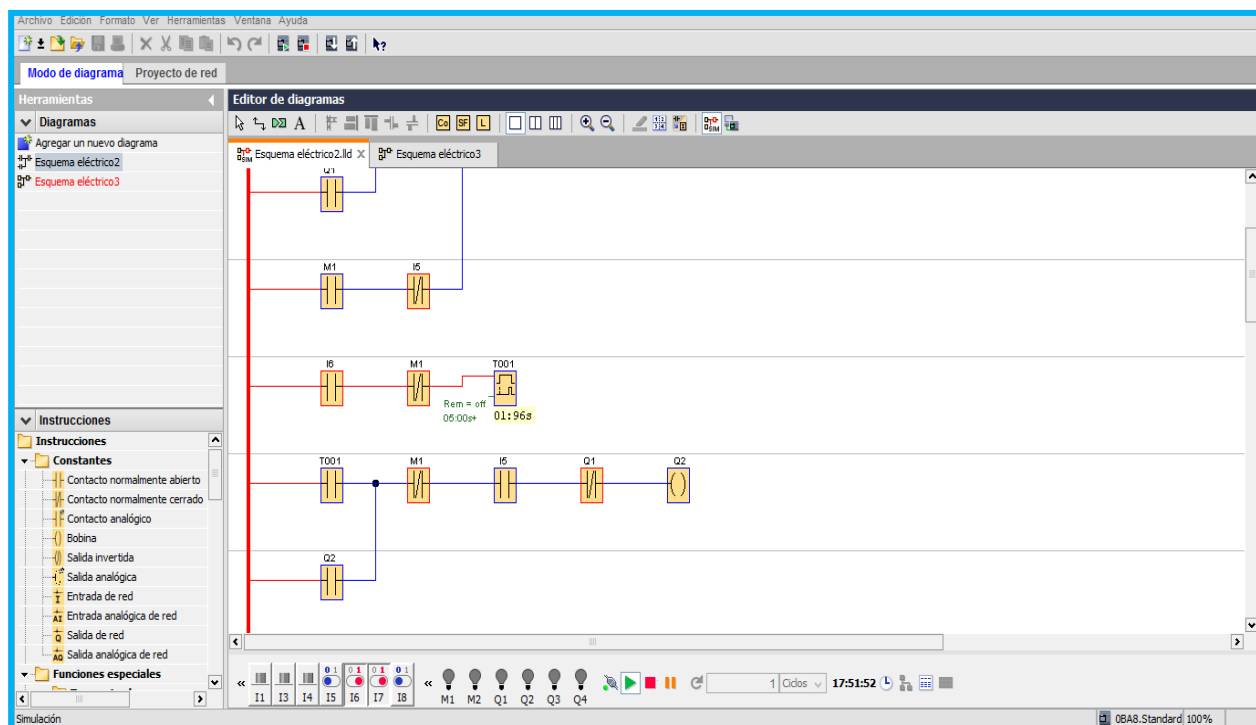 Archivo Edición Formato Ver Herramientas Ventana Ayuda
Modo de diagrama Proyecto de red
Herramientas
Diagramas
Agregar un nuevo diagrama
Esquema eléctrico2
Esquema eléctrico3
Instrucciones
Instrucciones
Constantes
Contacto normalmente abierto
Contacto normalmente cerrado
Contacto analógico
Bobina
Salida invertida
Salida analógica
Entrada de red
Entrada analógica de red
Salida de red
Salida analógica de red
Funciones especiales
Editor de diagramas
A Co SF L
Esquema eléctrico2.lld X Esquema eléctrico3
Q1
M1 I5
I6 M1 T001
Rem = off
05:00s+ 01:96s
T001 M1 I5 Q1 Q2
Q2
« I1 I3 I4 I5 I6 I7 I8 « M1 M2 Q1 Q2 Q3 Q4 1 Ciclos 17:51:52
Simulación 0BA8.Standard 100%